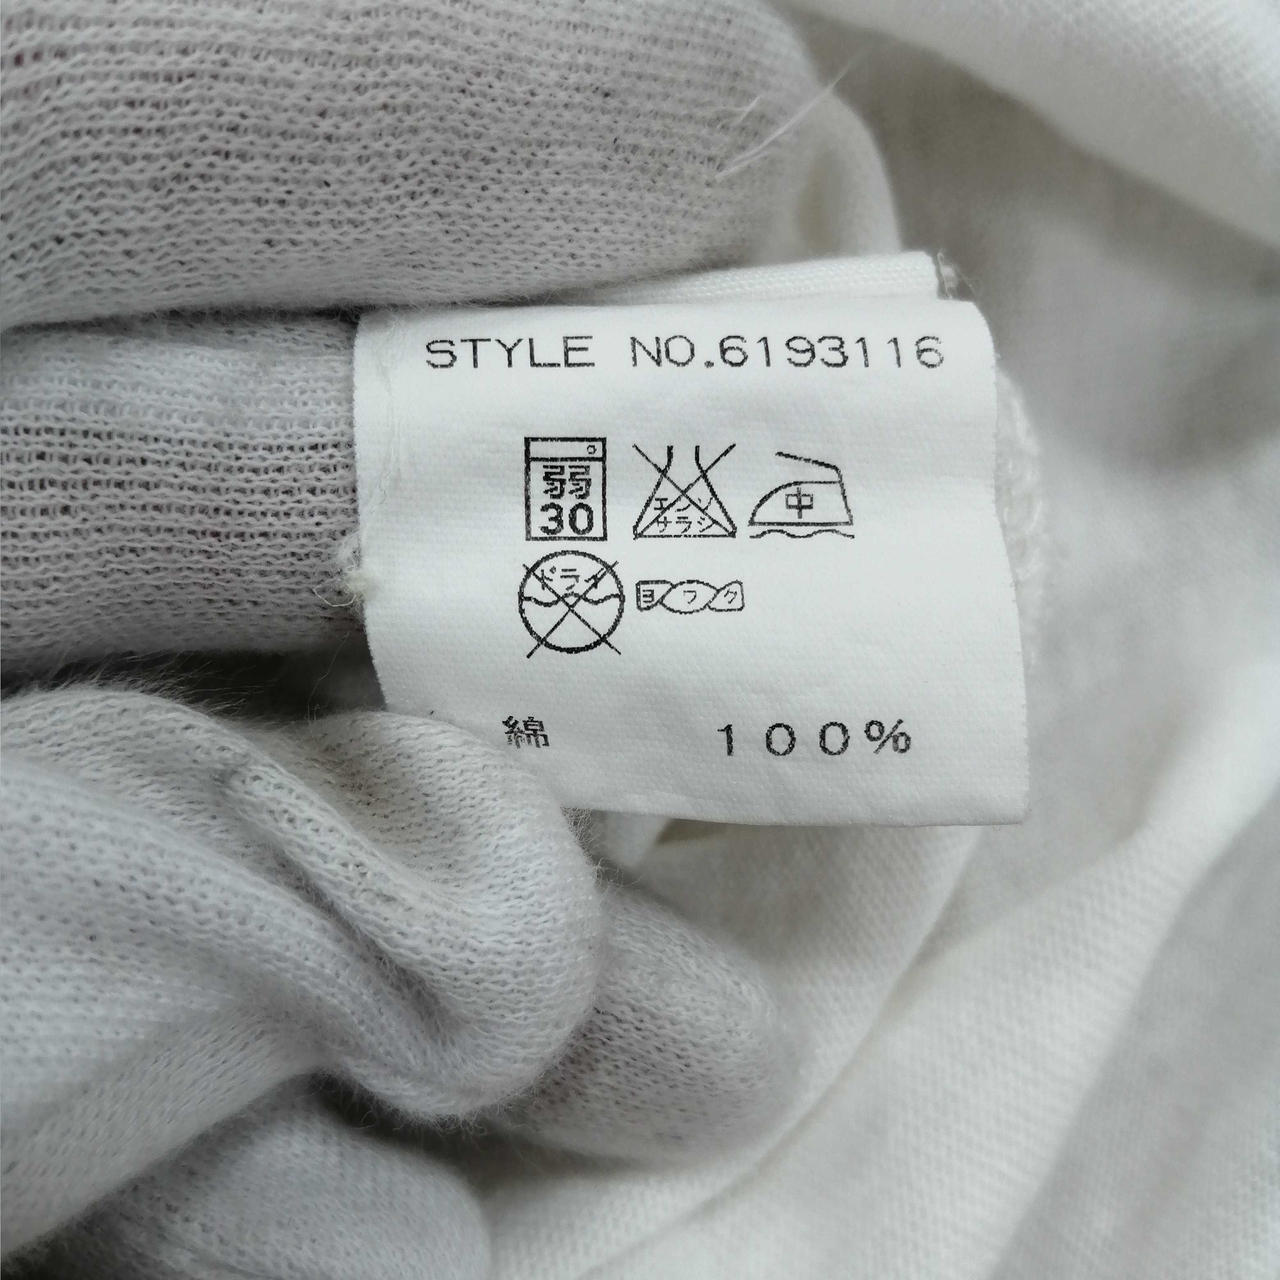 STYLE NO.6193116
弱 エンソ 中
30 サラシ
ドライ ヨワク
綿 100%